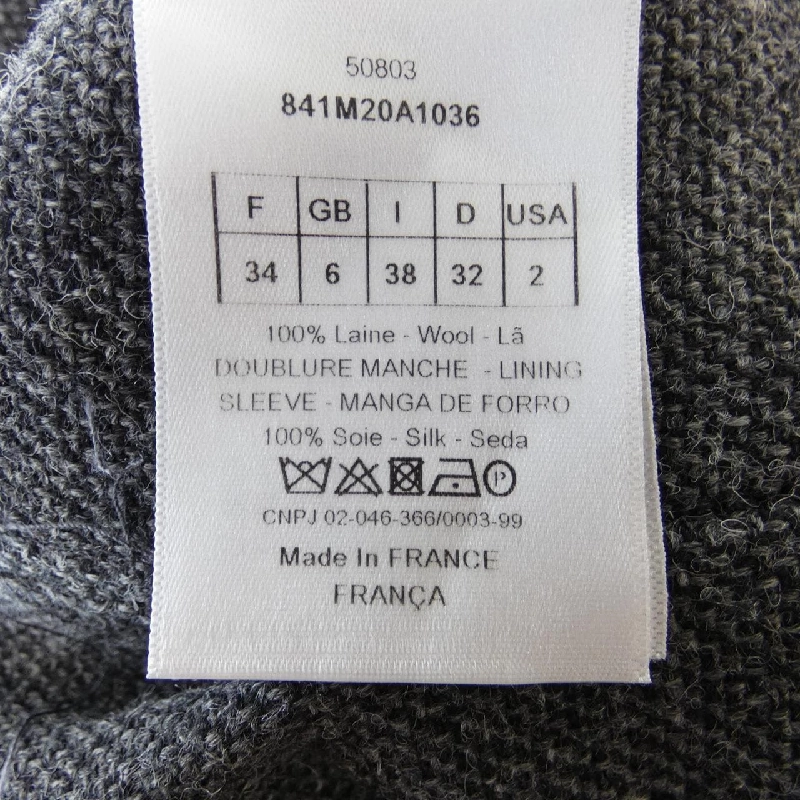 50803
841M20A1036
F GB I D USA
34 6 38 32 2
100% Laine - Wool - Lã
DOUBLURE MANCHE - LINING
SLEEVE - MANGA DE FORRO
100% Soie - Silk - Seda
P
CNPJ 02-046-366/0003-99
Made In FRANCE
FRANÇA